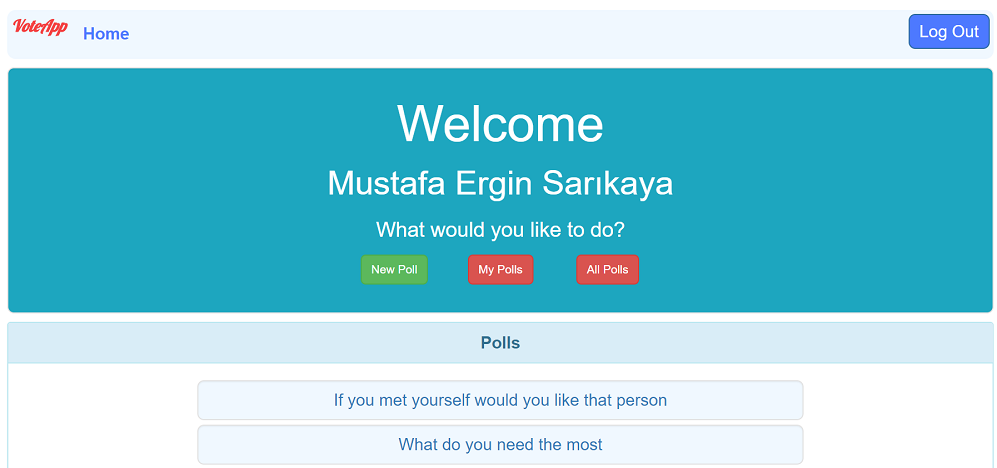 VoteApp Home Log Out
Welcome
Mustafa Ergin Sarıkaya
What would you like to do?
New Poll My Polls All Polls
Polls
If you met yourself would you like that person
What do you need the most